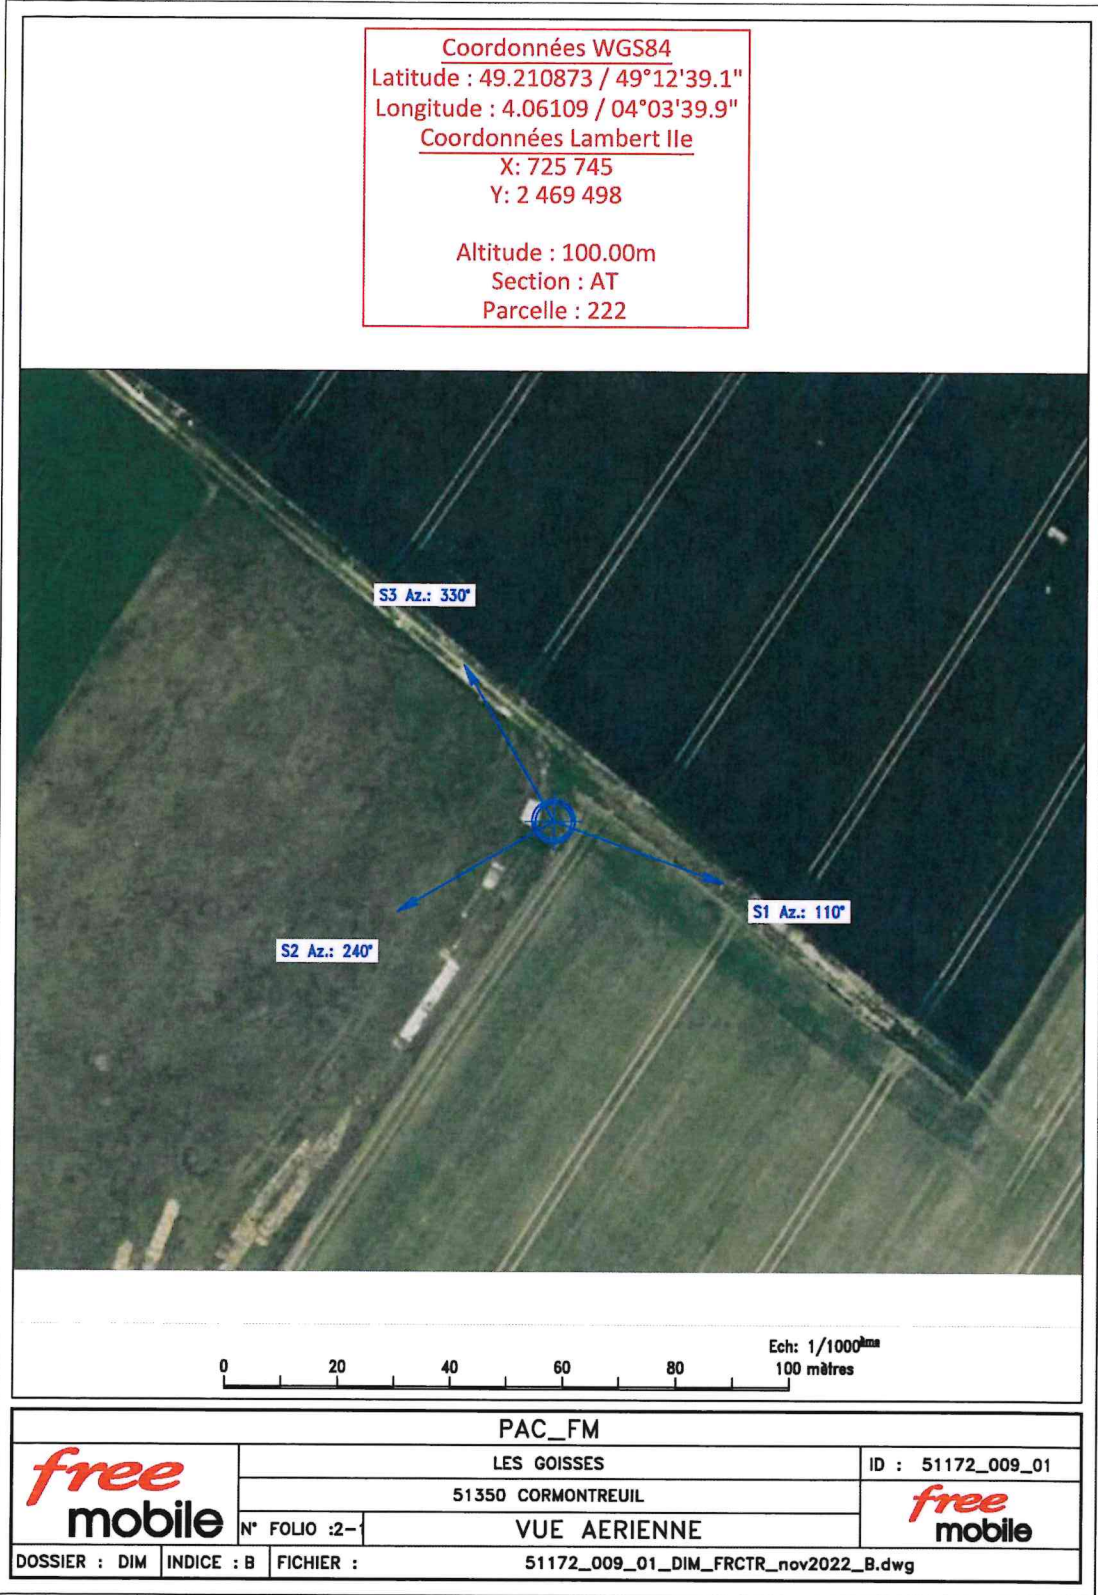 Coordonnées WGS84
Latitude : 49.210873 / 49°12'39.1"
Longitude : 4.06109 / 04°03'39.9"
Coordonnées Lambert IIe
X: 725 745
Y: 2 469 498
Altitude : 100.00m
Section : AT
Parcelle : 222
S3 Az.: 330°
S1 Az.: 110°
S2 Az.: 240°
Ech: 1/1000ème
0 20 40 60 80 100 mètres
PAC_FM
free mobile
LES GOISSES
ID : 51172_009_01
51350 CORMONTREUIL
free mobile
N° FOLIO :2-1
VUE AERIENNE
DOSSIER : DIM
INDICE : B
FICHIER : 51172_009_01_DIM_FRCTR_nov2022_B.dwg